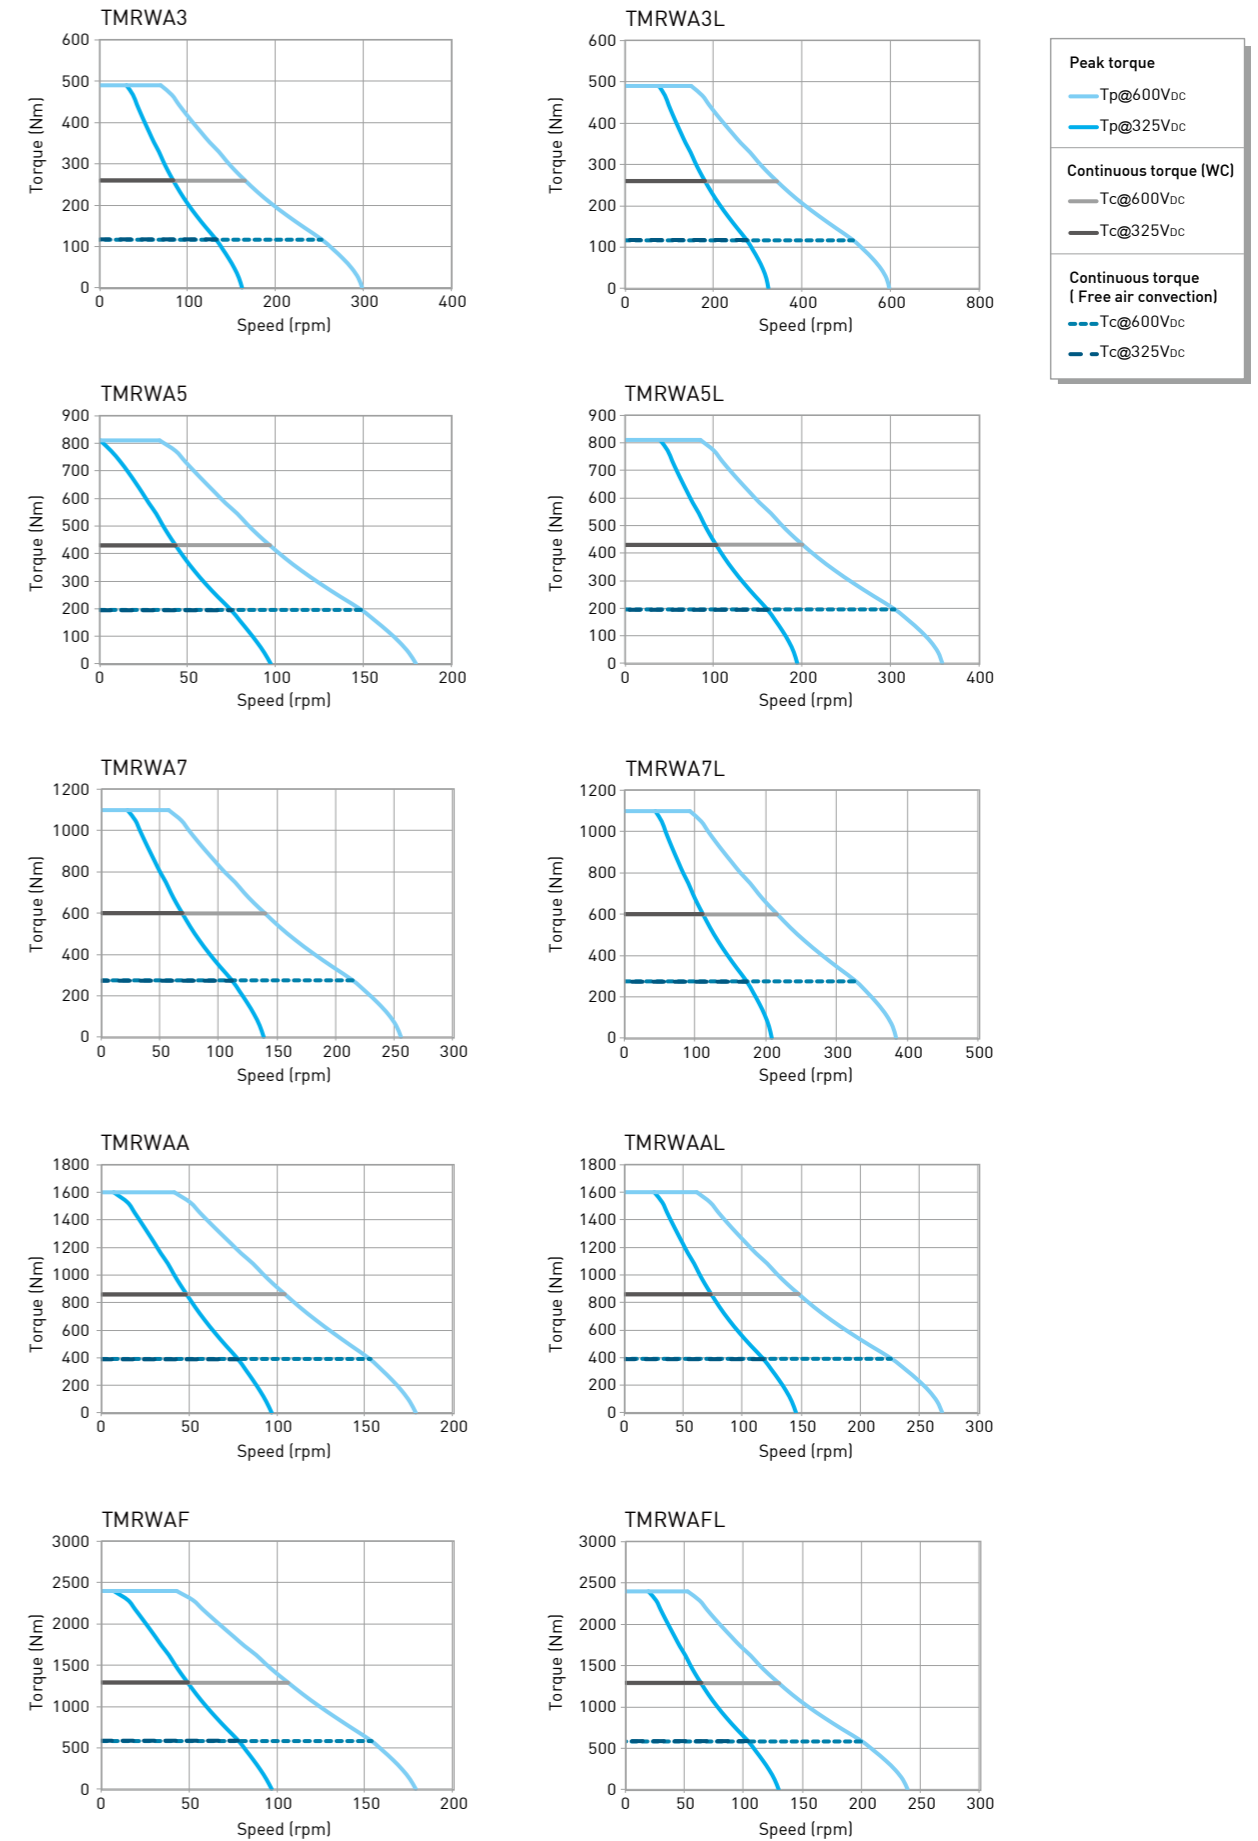 TMRWA3
Torque (Nm)
600
500
400
300
200
100
0
0 100 200 300 400
Speed (rpm)
TMRWA3L
Torque (Nm)
600
500
400
300
200
100
0
0 200 400 600 800
Speed (rpm)
Peak torque
Tp@600VDC
Tp@325VDC
Continuous torque (WC)
Tc@600VDC
Tc@325VDC
Continuous torque
( Free air convection)
Tc@600VDC
Tc@325VDC
TMRWA5
Torque (Nm)
900
800
700
600
500
400
300
200
100
0
0 50 100 150 200
Speed (rpm)
TMRWA5L
Torque (Nm)
900
800
700
600
500
400
300
200
100
0
0 100 200 300 400
Speed (rpm)
TMRWA7
Torque (Nm)
1200
1000
800
600
400
200
0
0 50 100 150 200 250 300
Speed (rpm)
TMRWA7L
Torque (Nm)
1200
1000
800
600
400
200
0
0 100 200 300 400 500
Speed (rpm)
TMRWAA
Torque (Nm)
1800
1600
1400
1200
1000
800
600
400
200
0
0 50 100 150 200
Speed (rpm)
TMRWAAL
Torque (Nm)
1800
1600
1400
1200
1000
800
600
400
200
0
0 50 100 150 200 250 300
Speed (rpm)
TMRWAF
Torque (Nm)
3000
2500
2000
1500
1000
500
0
0 50 100 150 200
Speed (rpm)
TMRWAFL
Torque (Nm)
3000
2500
2000
1500
1000
500
0
0 50 100 150 200 250 300
Speed (rpm)